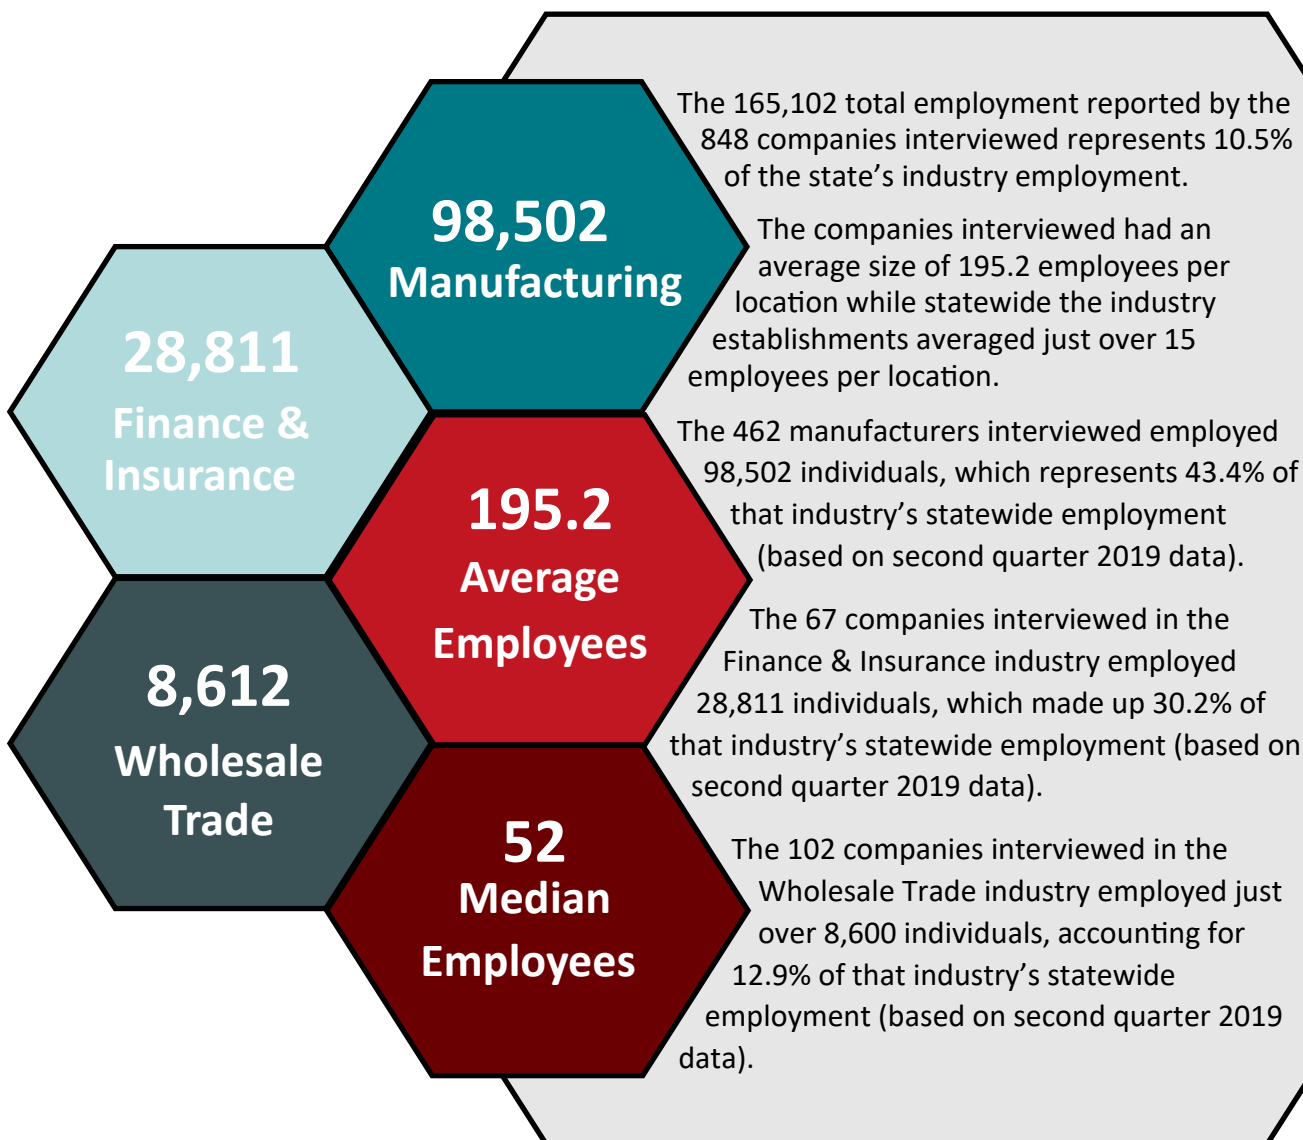 98,502
Manufacturing
28,811
Finance &
Insurance
195.2
Average
Employees
8,612
Wholesale
Trade
52
Median
Employees
The 165,102 total employment reported by the
848 companies interviewed represents 10.5%
of the state’s industry employment.
The companies interviewed had an
average size of 195.2 employees per
location while statewide the industry
establishments averaged just over 15
employees per location.
The 462 manufacturers interviewed employed
98,502 individuals, which represents 43.4% of
that industry’s statewide employment
(based on second quarter 2019 data).
The 67 companies interviewed in the
Finance & Insurance industry employed
28,811 individuals, which made up 30.2% of
that industry’s statewide employment (based on
second quarter 2019 data).
The 102 companies interviewed in the
Wholesale Trade industry employed just
over 8,600 individuals, accounting for
12.9% of that industry’s statewide
employment (based on second quarter 2019
data).